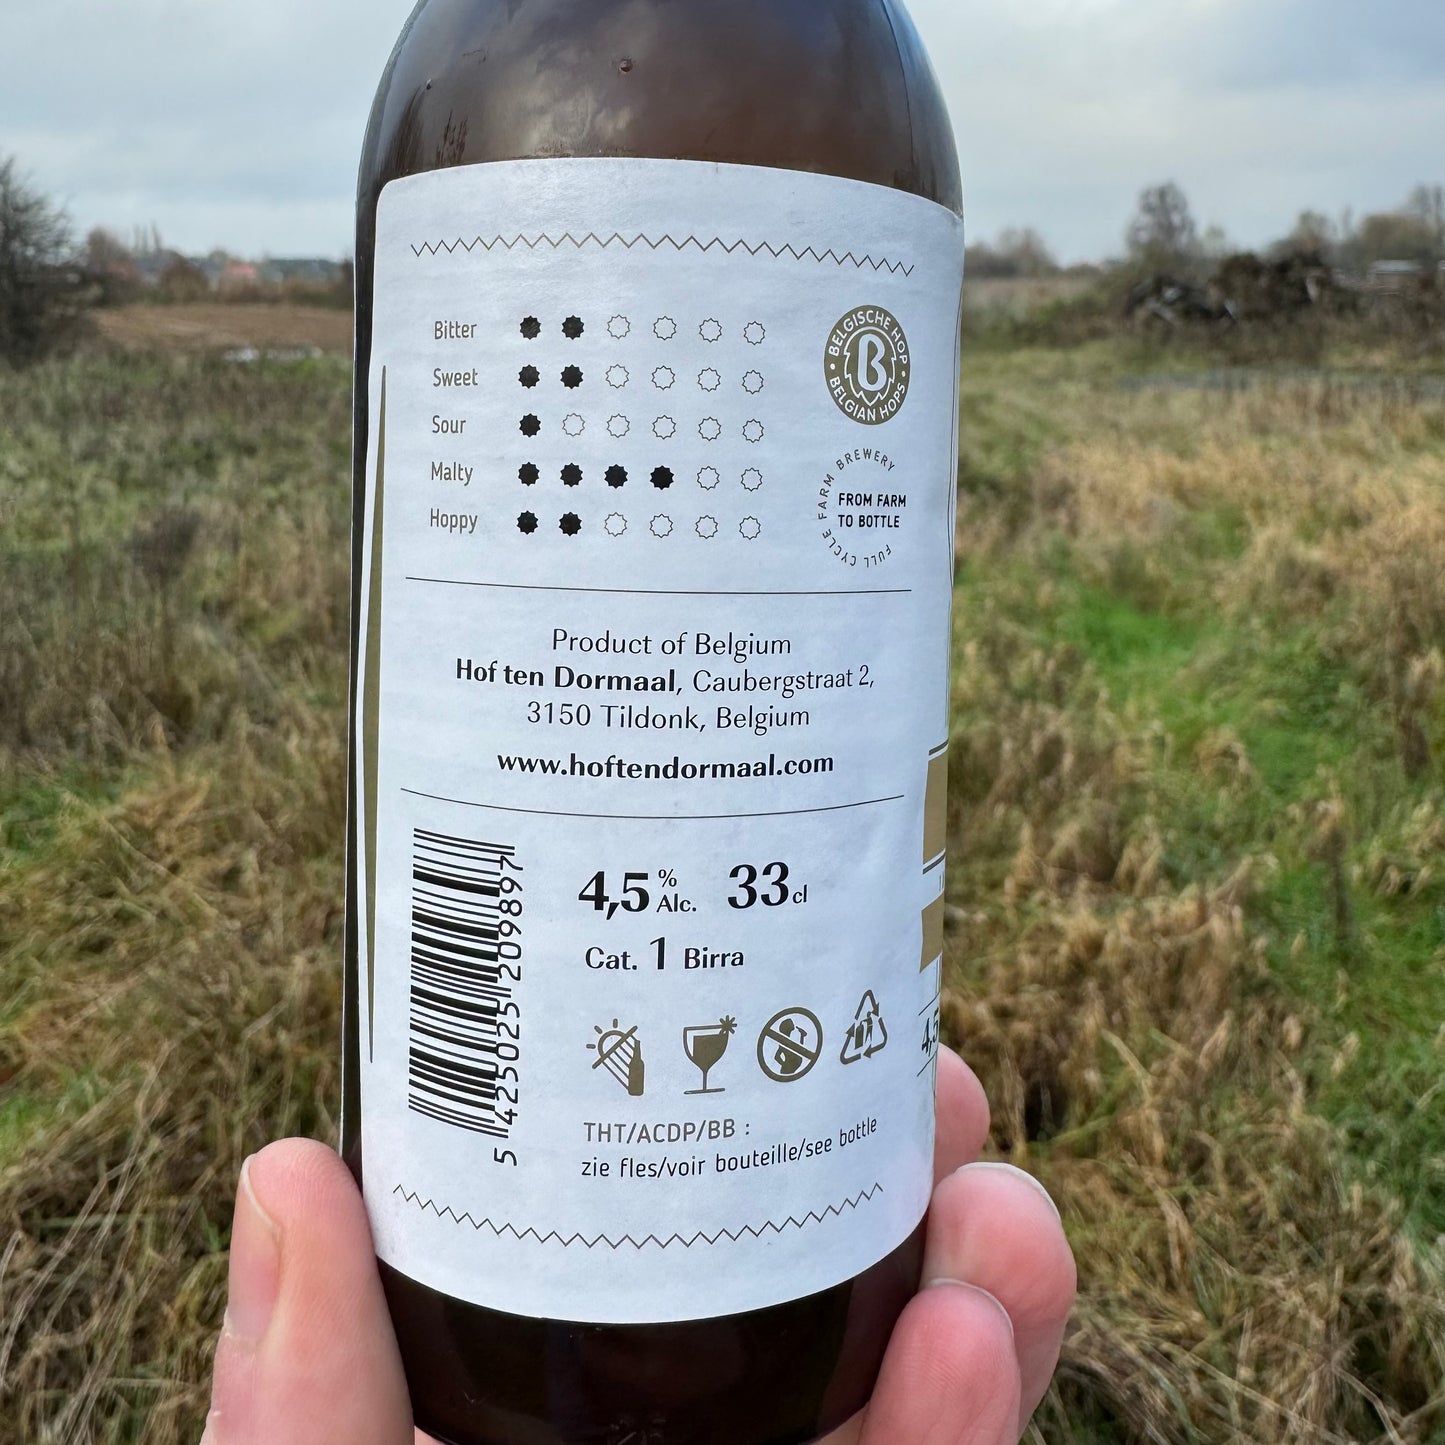 Bitter
Sweet
Sour
Malty
Hoppy
BELGISCHE HOP
B
BELGIAN HOPS
FULL CYCLE FARM BREWERY
FROM FARM
TO BOTTLE
Product of Belgium
Hof ten Dormaal, Caubergstraat 2,
3150 Tildonk, Belgium
www.hoftendormaal.com
5 425025 209897
4,5 % Alc. 33 cl
Cat. 1 Birra
THT/ACDP/BB :
zie fles/voir bouteille/see bottle
4,5